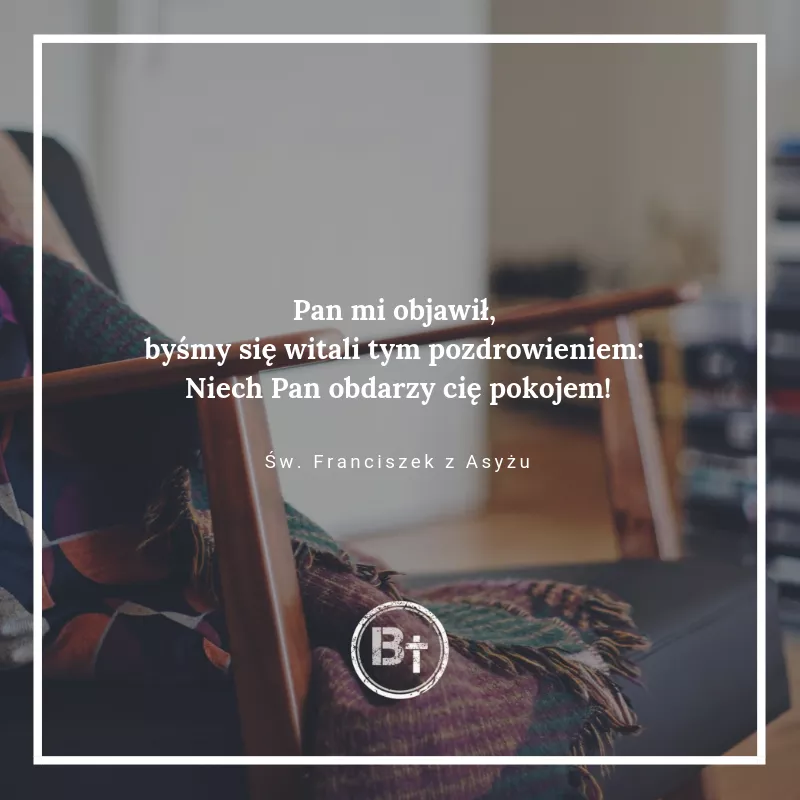 Pan mi objawił,
byśmy się witali tym pozdrowieniem:
Niech Pan obdarzy cię pokojem!
Św. Franciszek z Asyżu
B†